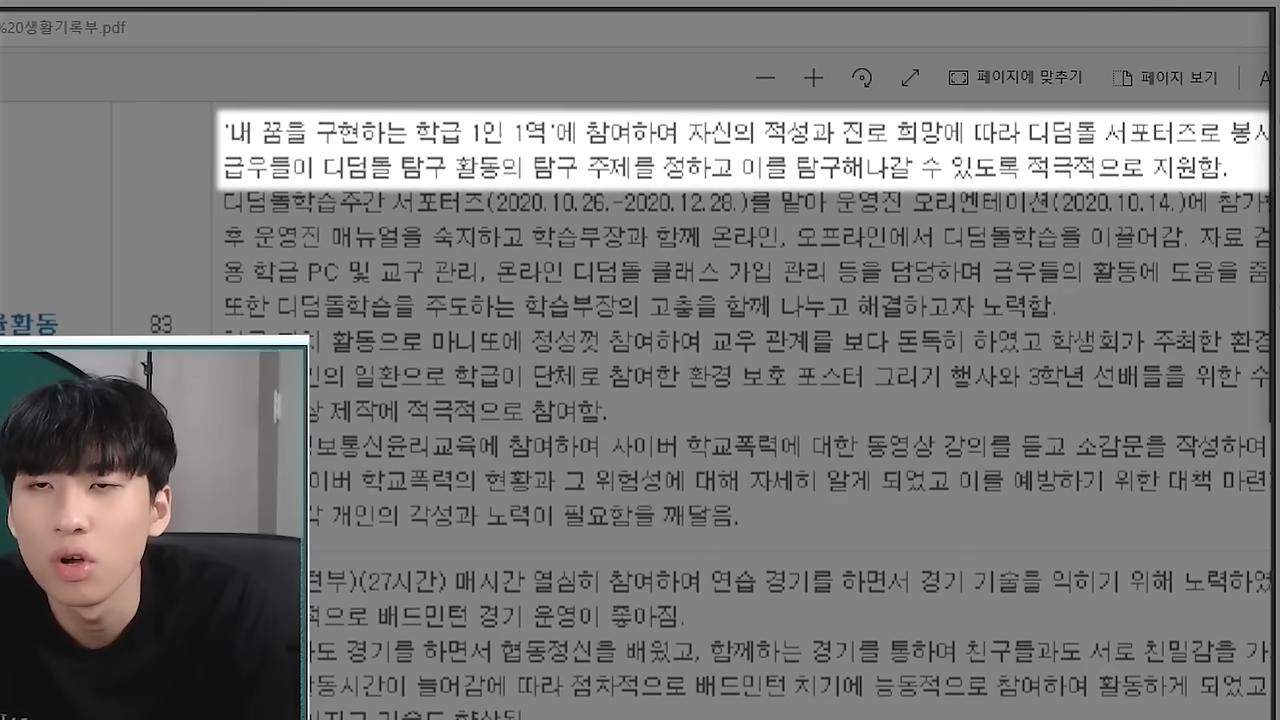 %20생활기록부.pdf
페이지에 맞추기
페이지 보기
'내 꿈을 구현하는 학급 1인 1역'에 참여하여 자신의 적성과 진로 희망에 따라 디딤돌 서포터즈로 봉사
급우들이 디딤돌 탐구 활동의 탐구 주제를 정하고 이를 탐구해나갈 수 있도록 적극적으로 지원함.
디딤돌학습주간 서포터즈(2020.10.26.-2020.12.28.)를 맡아 운영진 오리엔테이션(2020.10.14.)에 참가
후 운영진 매뉴얼을 숙지하고 학습부장과 함께 온라인, 오프라인에서 디딤돌학습을 이끌어감. 자료
용 학급 PC 및 교구 관리, 온라인 디딤돌 클래스 가입 관리 등을 담당하며 급우들의 활동에 도움을 줌
또한 디딤돌학습을 주도하는 학습부장의 고충을 함께 나누고 해결하고자 노력함.
율활동
83
활동으로 마니또에 정성껏 참여하여 교우 관계를 보다 돈독히 하였고 학생회가 주최한 환경
의 일환으로 학급이 단체로 참여한 환경 보호 포스터 그리기 행사와 3학년 선배들을 위한 수
상 제작에 적극적으로 참여함.
보통신윤리교육에 참여하여 사이버 학교폭력에 대한 동영상 강의를 듣고 소감문을 작성하여
이버 학교폭력의 현황과 그 위험성에 대해 자세히 알게 되었고 이를 예방하기 위한 대책 마련
각 개인의 각성과 노력이 필요함을 깨달음.
턴부)(27시간) 매시간 열심히 참여하여 연습 경기를 하면서 경기 기술을 익히기 위해 노력하였
적으로 배드민턴 경기 운영이 좋아짐.
도 경기를 하면서 협동정신을 배웠고, 함께하는 경기를 통하여 친구들과도 서로 친밀감을 가
동시간이 늘어감에 따라 점차적으로 배드민턴 치기에 능동적으로 참여하여 활동하게 되었고